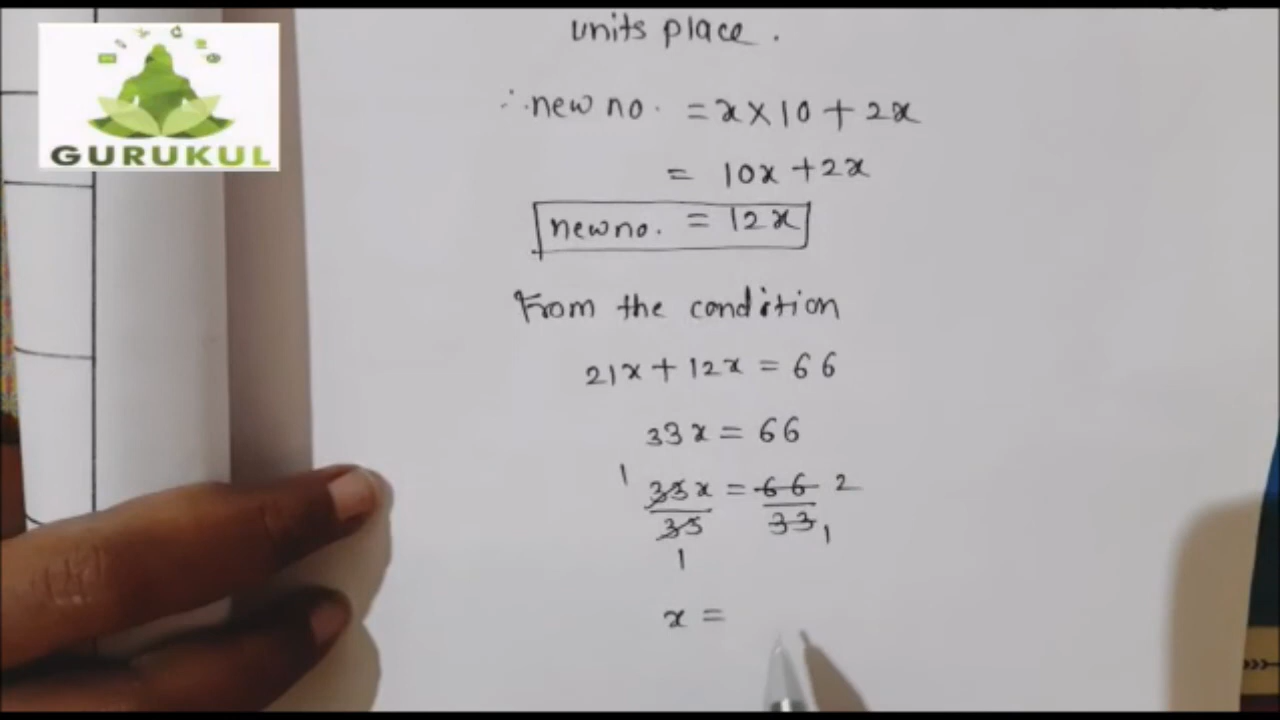 GURUKUL
units place.
∴ new no. = x × 10 + 2x
= 10x + 2x
new no. = 12x
From the condition
21x + 12x = 66
33x = 66
1 33x = 66 2
33 33 1
1
x =